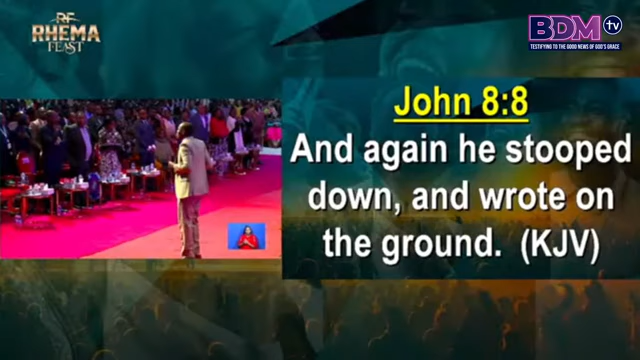 RF
RHEMA
FEAST
BDM tv
TESTIFYING TO THE GOOD NEWS OF GOD'S GRACE
John 8:8
And again he stooped
down, and wrote on
the ground. (KJV)